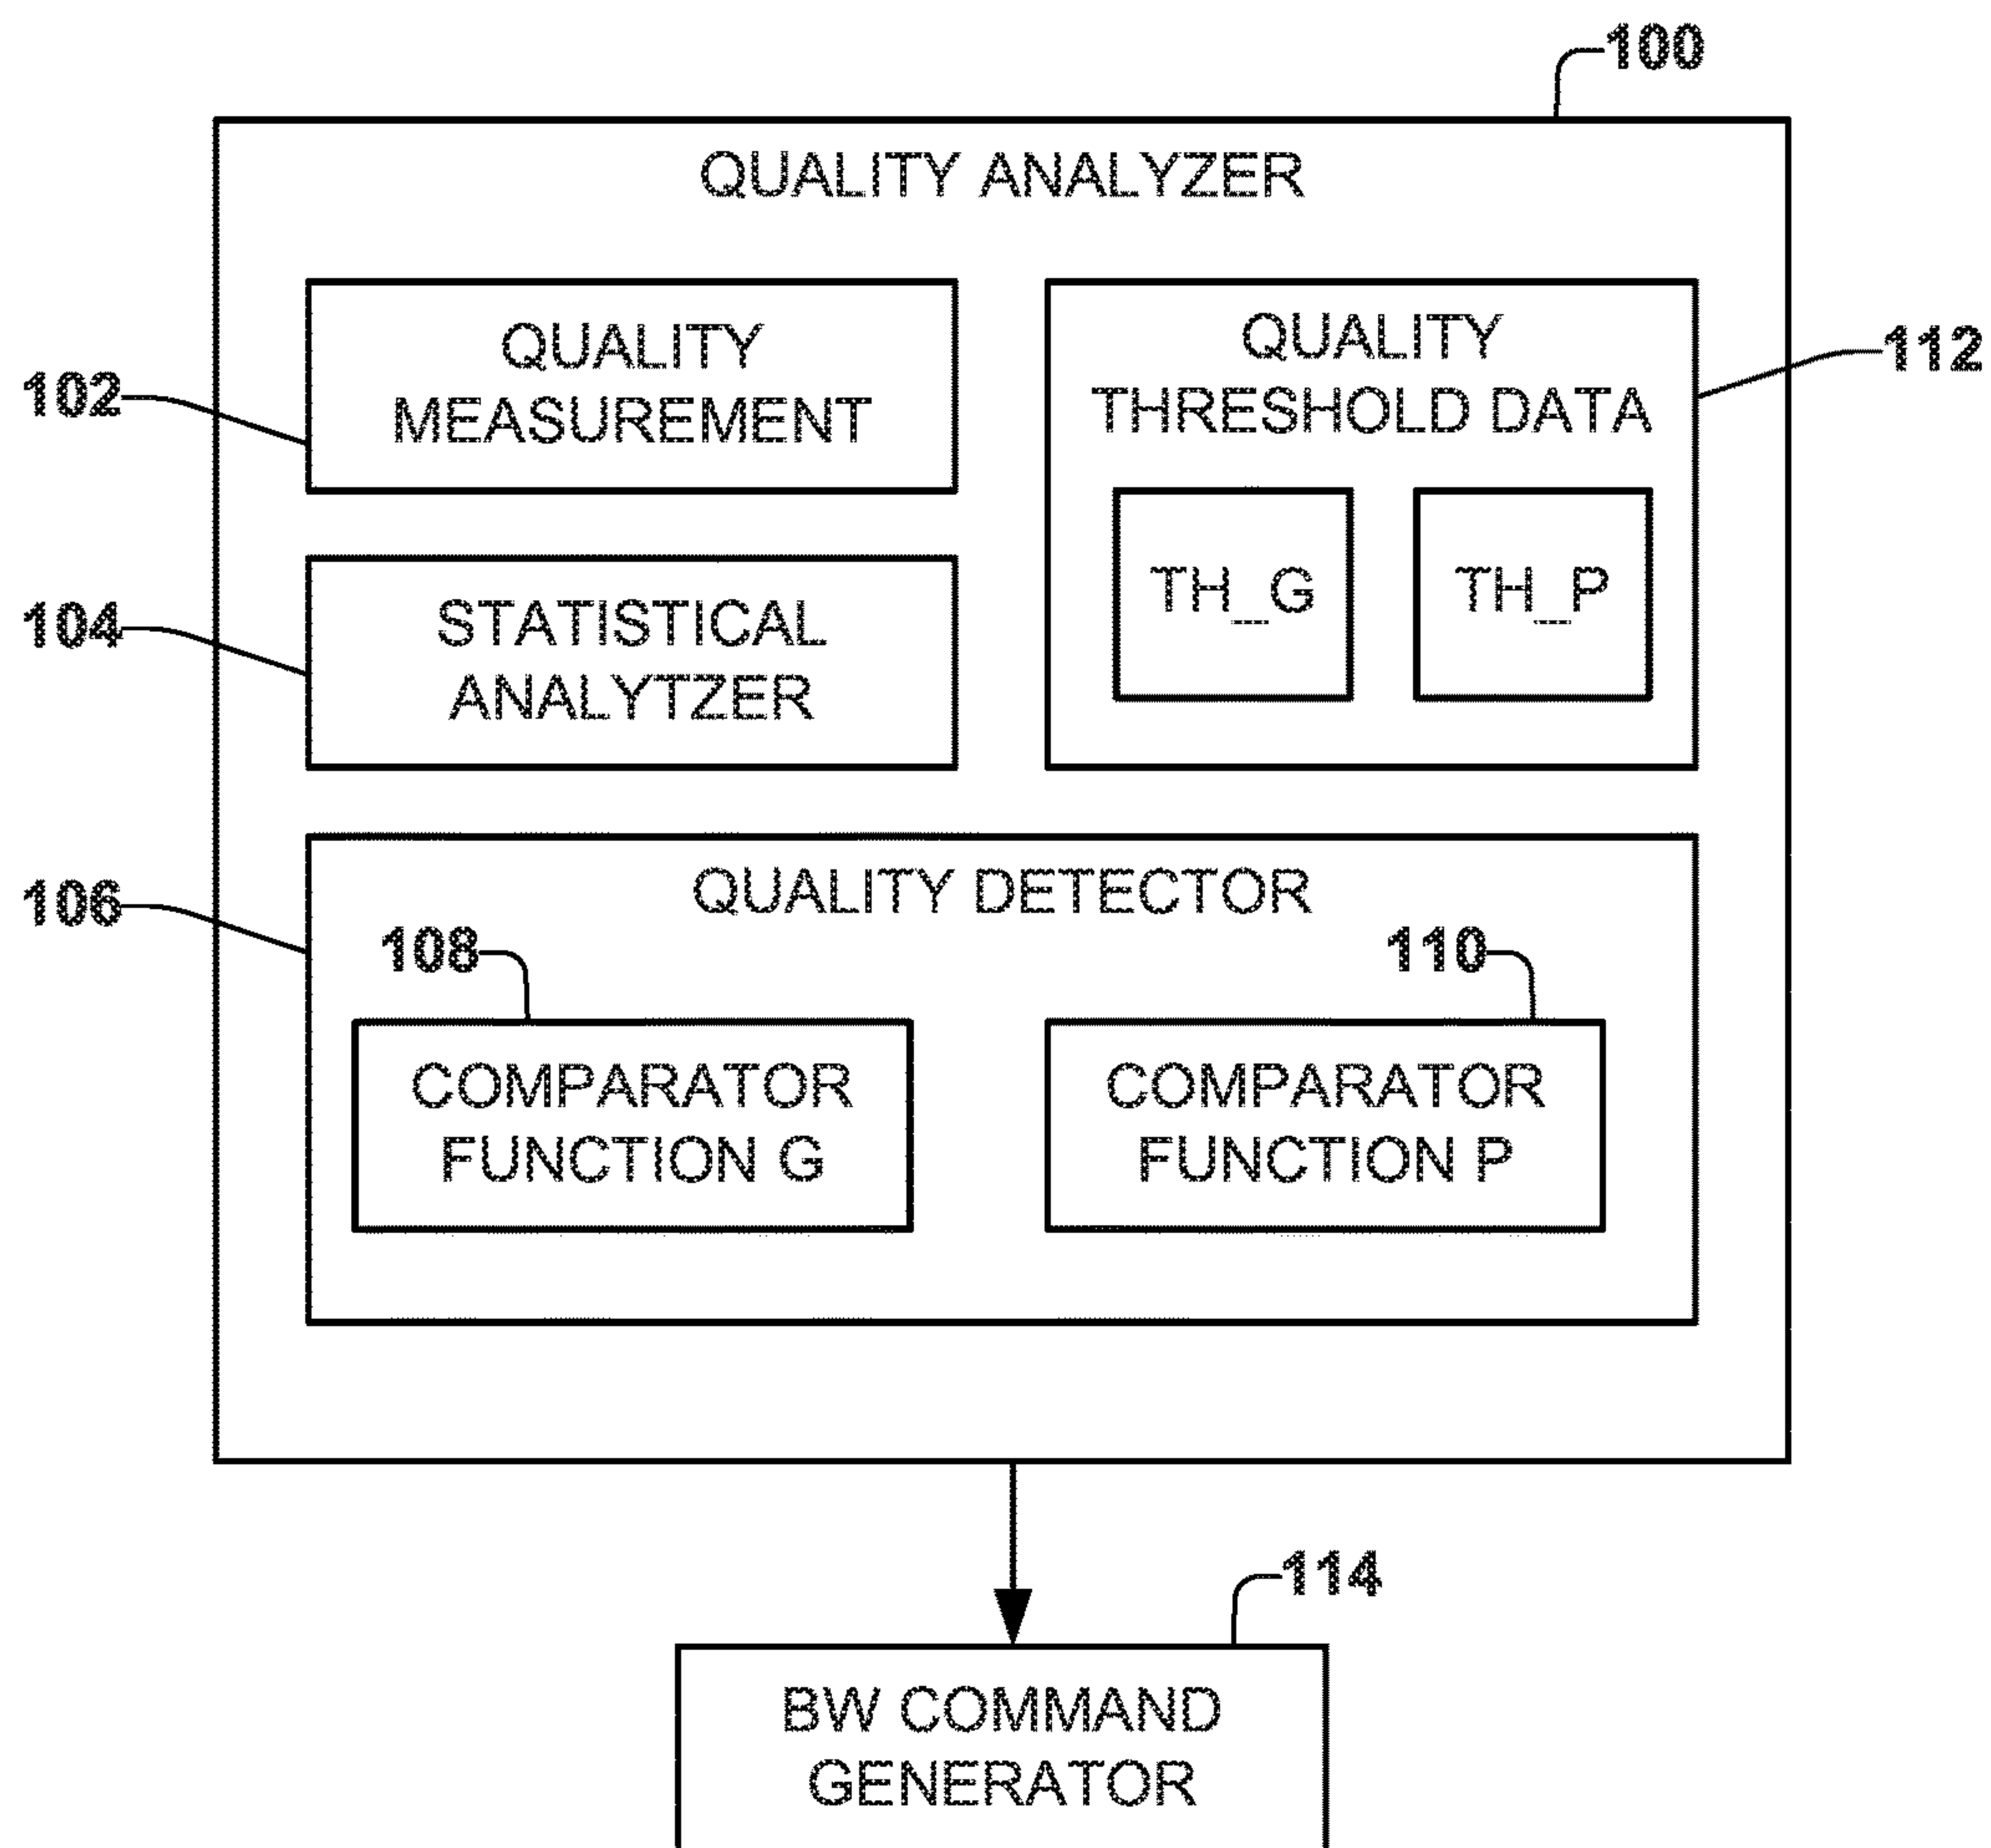 100
QUALITY ANALYZER
QUALITY
MEASUREMENT
102
QUALITY
THRESHOLD DATA
112
TH_G
TH_P
STATISTICAL
ANALYTZER
104
QUALITY DETECTOR
106
108
110
COMPARATOR
FUNCTION G
COMPARATOR
FUNCTION P
114
BW COMMAND
GENERATOR